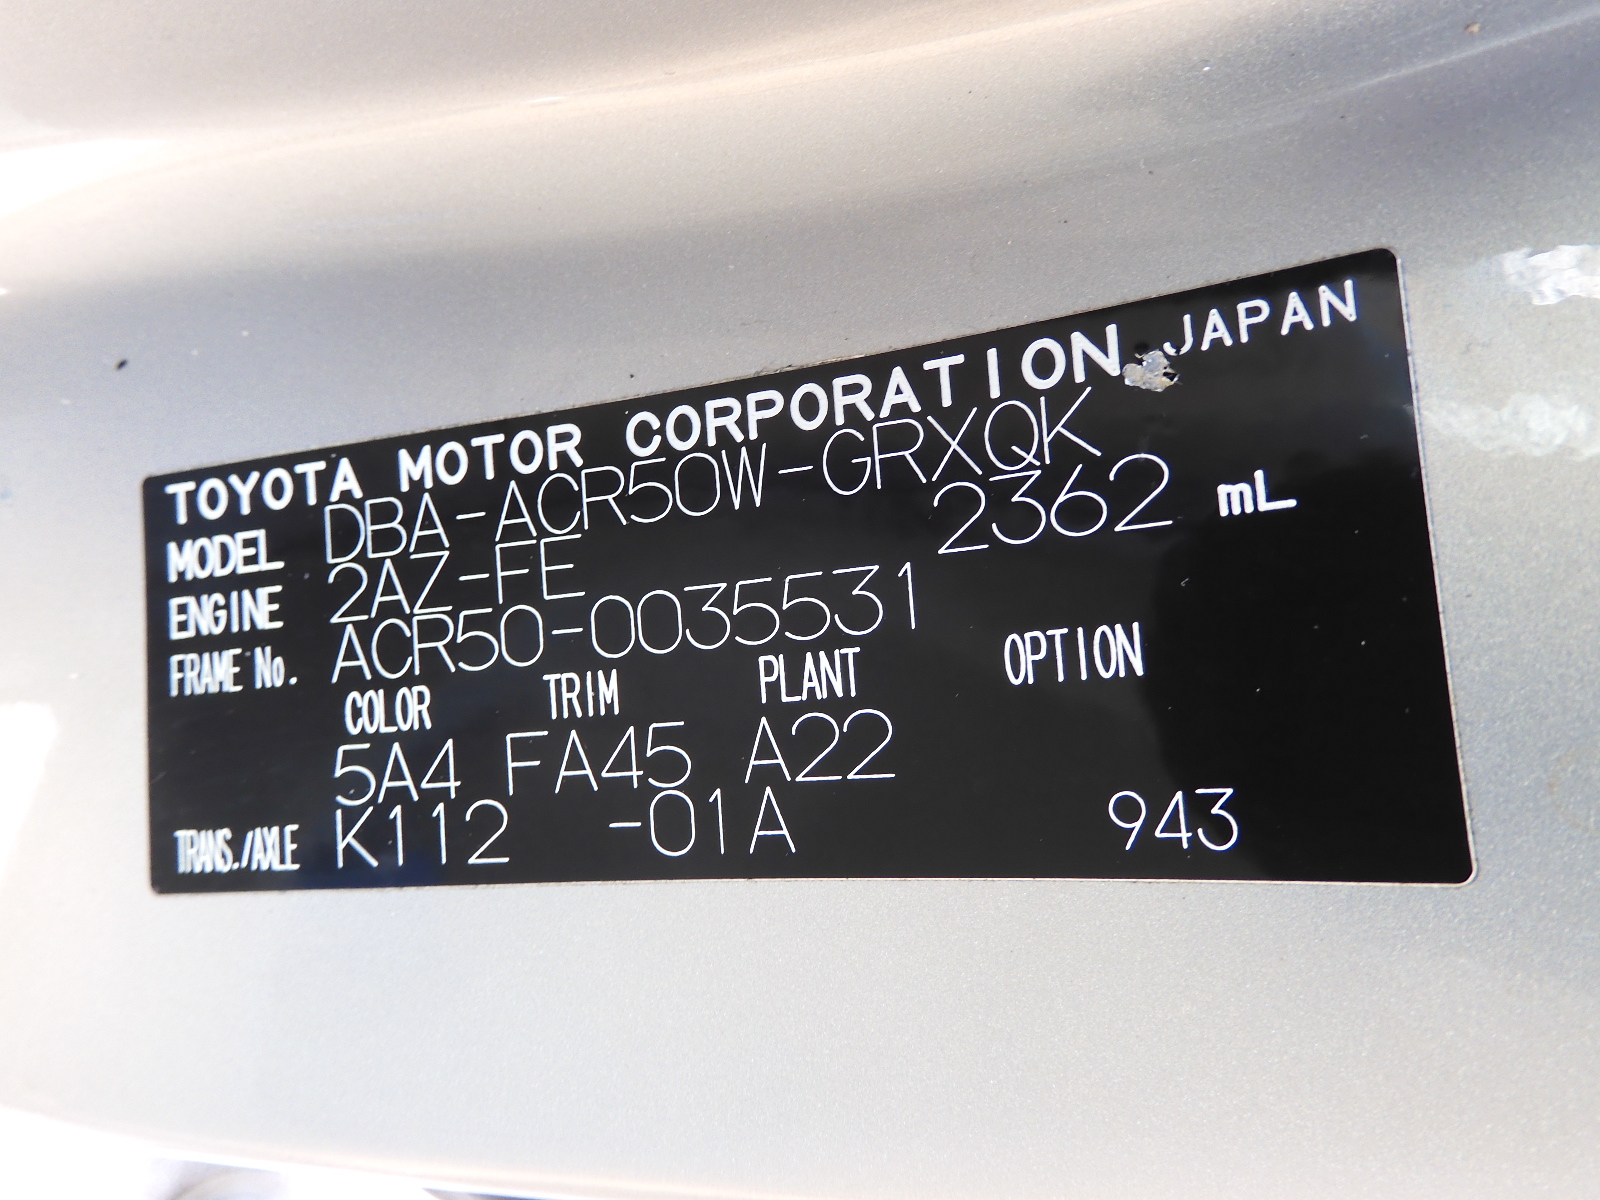 TOYOTA MOTOR CORPORATION JAPAN
MODEL DBA-ACR50W-GRXQK
ENGINE 2AZ-FE 2362 mL
FRAME No. ACR50-0035531
COLOR TRIM PLANT OPTION
5A4 FA45 A22
TRANS./AXLE K112 -01A 943